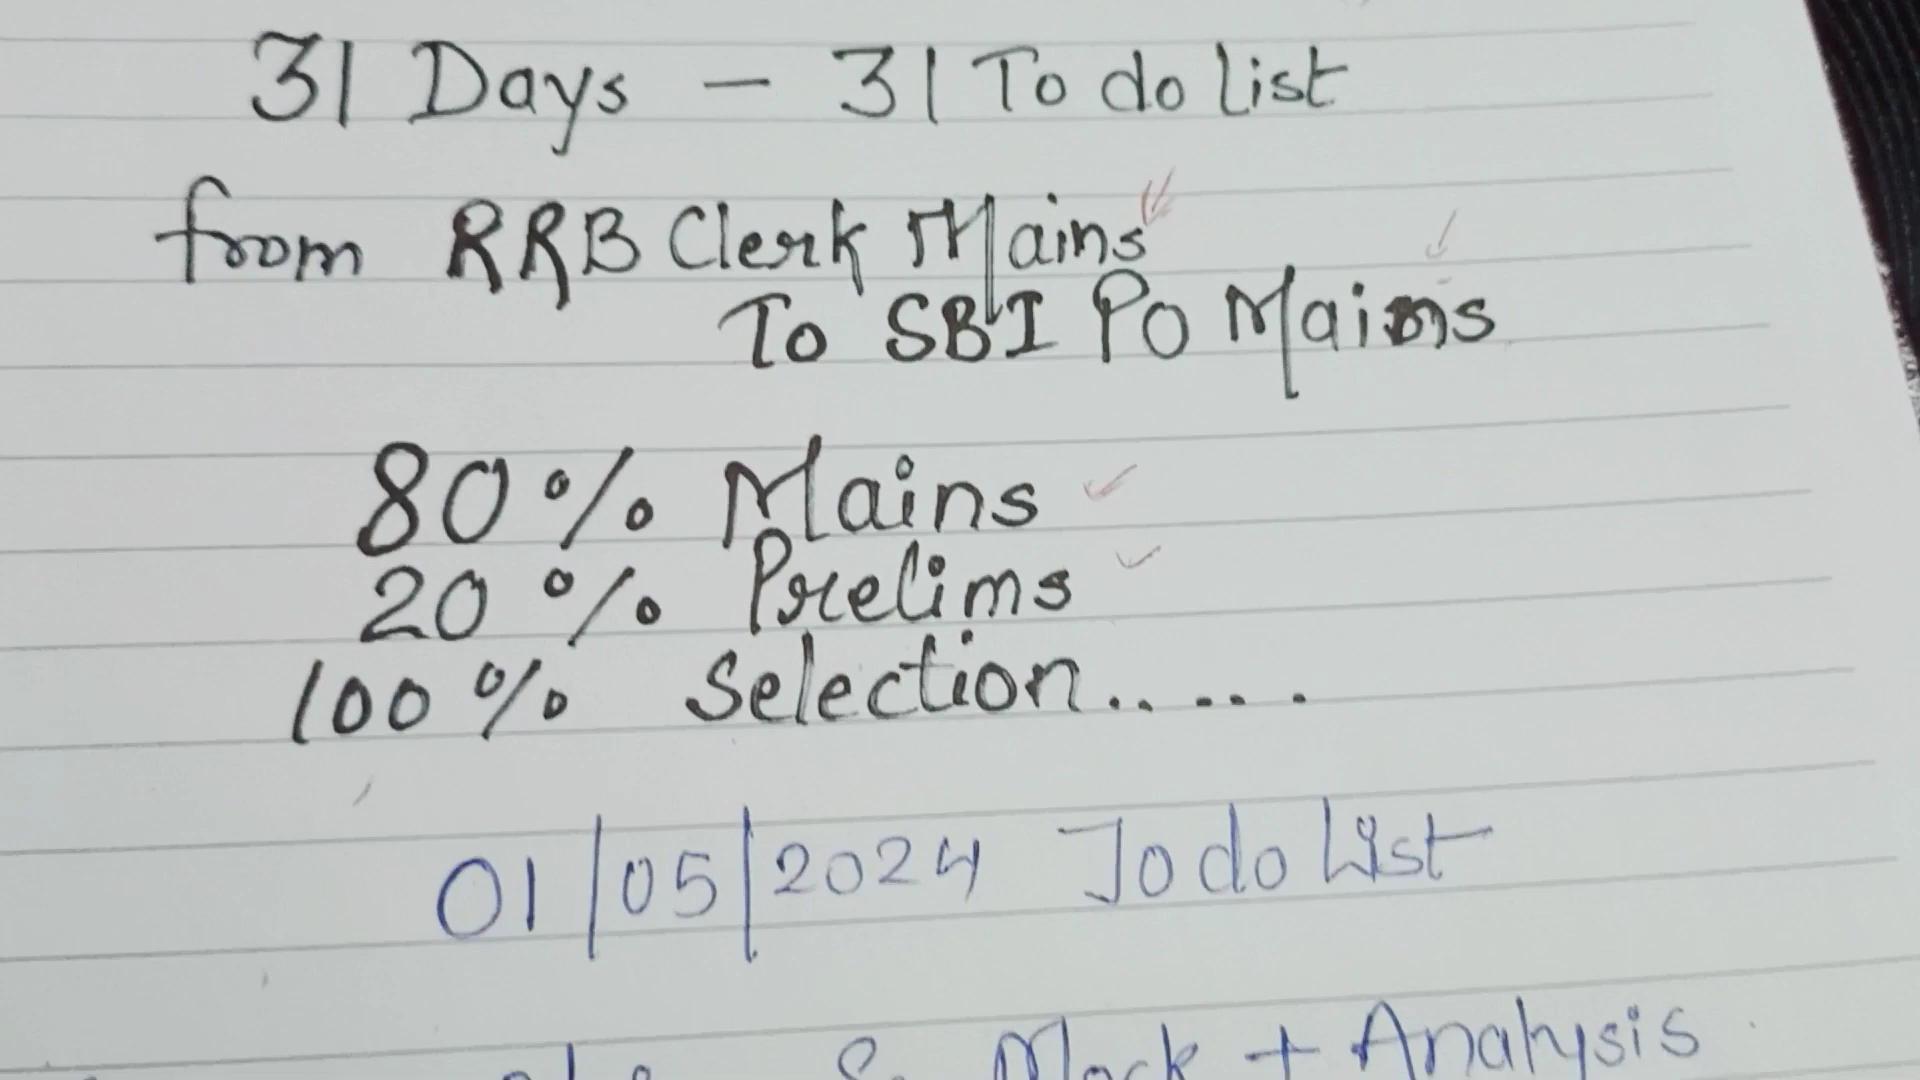 31 Days - 31 To do list
from RRB Clerk Mains
To SBI PO Mains
80% Mains
20% Prelims
100% Selection......
01/05/2024 To do List
Mock + Analysis